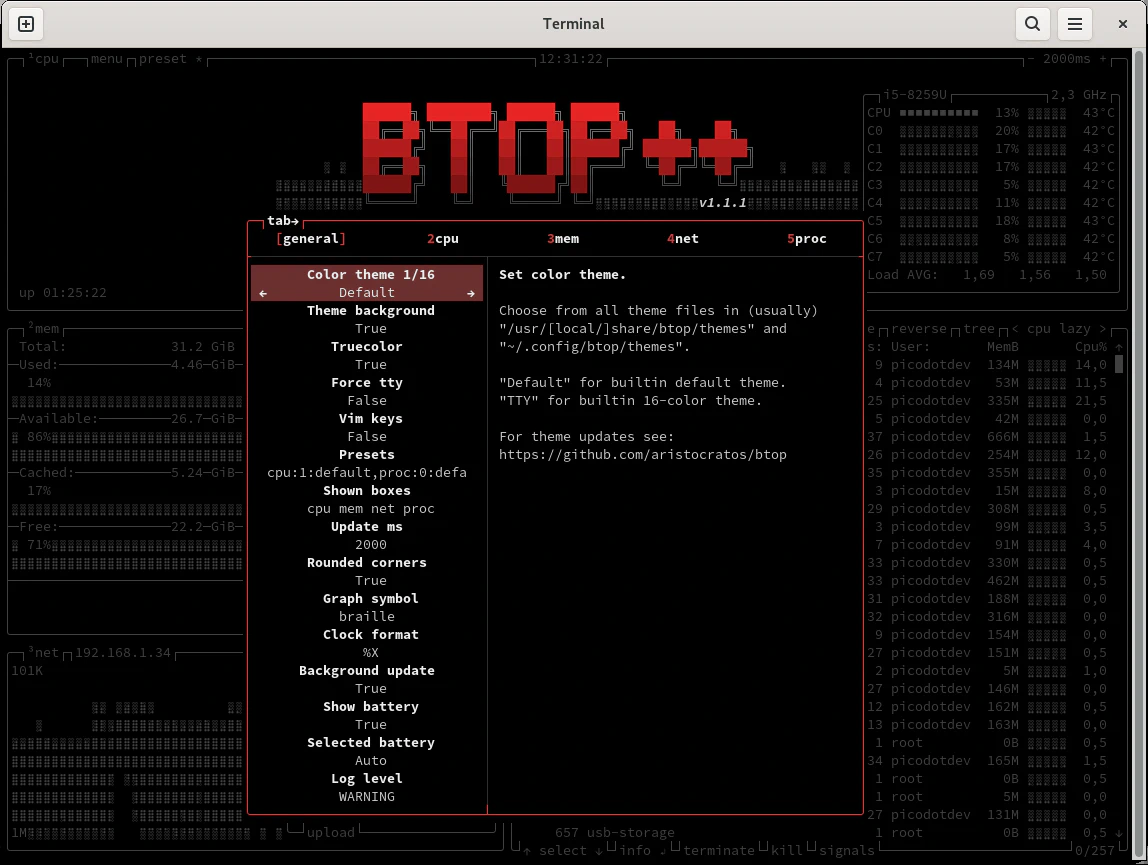 Terminal
¹cpu menu preset * 12:31:22 - 2000ms +
BTOP++
v1.1.1
i5-8259U 2,3 GHz
CPU 13% 43°C
C0 20% 42°C
C1 17% 43°C
C2 17% 42°C
C3 5% 42°C
C4 11% 42°C
C5 18% 43°C
C6 8% 42°C
C7 5% 42°C
Load AVG: 1,69 1,56 1,50
up 01:25:22
tab→
[general] 2cpu 3mem 4net 5proc
Color theme 1/16
← Default →
Theme background
True
Truecolor
True
Force tty
False
Vim keys
False
Presets
cpu:1:default,proc:0:defa
Shown boxes
cpu mem net proc
Update ms
2000
Rounded corners
True
Graph symbol
braille
Clock format
%X
Background update
True
Show battery
True
Selected battery
Auto
Log level
WARNING
Set color theme.
Choose from all theme files in (usually)
"/usr/[local/]share/btop/themes" and
"~/.config/btop/themes".
"Default" for builtin default theme.
"TTY" for builtin 16-color theme.
For theme updates see:
https://github.com/aristocratos/btop
²mem
Total: 31.2 GiB
Used: 4.46 GiB
14%
Available: 26.7 GiB
86%
Cached: 5.24 GiB
17%
Free: 22.2 GiB
71%
³net 192.168.1.34
101K
1M
upload
e reverse tree < cpu lazy >
s: User: MemB Cpu% ↑
9 picodotdev 134M 14,0
4 picodotdev 53M 11,5
25 picodotdev 335M 21,5
5 picodotdev 42M 0,0
37 picodotdev 666M 1,5
26 picodotdev 254M 12,0
35 picodotdev 355M 0,0
3 picodotdev 15M 8,0
29 picodotdev 308M 0,5
3 picodotdev 99M 3,5
7 picodotdev 91M 4,0
33 picodotdev 330M 0,5
33 picodotdev 462M 0,5
31 picodotdev 188M 0,0
32 picodotdev 316M 0,5
9 picodotdev 154M 0,0
27 picodotdev 151M 0,5
2 picodotdev 5M 1,0
27 picodotdev 146M 0,0
12 picodotdev 162M 0,5
13 picodotdev 163M 0,0
1 root 0B 0,5
34 picodotdev 165M 1,5
1 root 0B 0,5
1 root 5M 0,0
27 picodotdev 131M 0,0
657 usb-storage 1 root 0B 0,5 ↓
↑ select ↓ info ↲ terminate kill signals 0/257